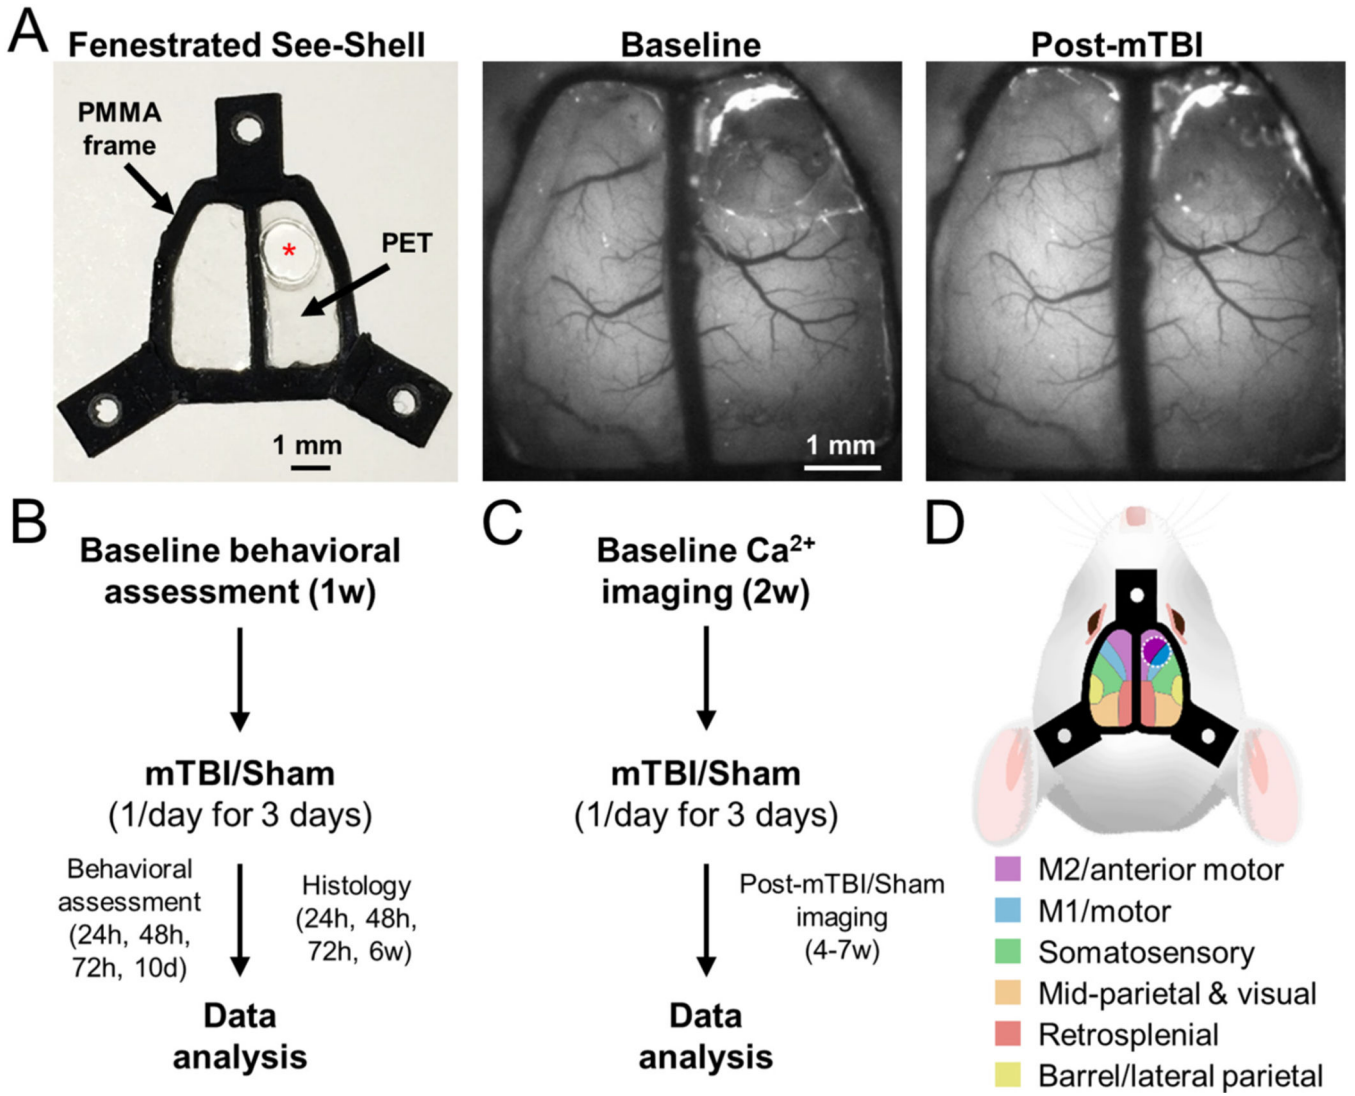 A
Fenestrated See-Shell
Baseline
Post-mTBI
PMMA
frame
*
PET
1 mm
1 mm
B
Baseline behavioral
assessment (1w)
mTBI/Sham
(1/day for 3 days)
Behavioral
assessment
(24h, 48h,
72h, 10d)
Histology
(24h, 48h,
72h, 6w)
Data
analysis
C
Baseline Ca²⁺
imaging (2w)
mTBI/Sham
(1/day for 3 days)
Post-mTBI/Sham
imaging
(4-7w)
Data
analysis
D
M2/anterior motor
M1/motor
Somatosensory
Mid-parietal & visual
Retrosplenial
Barrel/lateral parietal